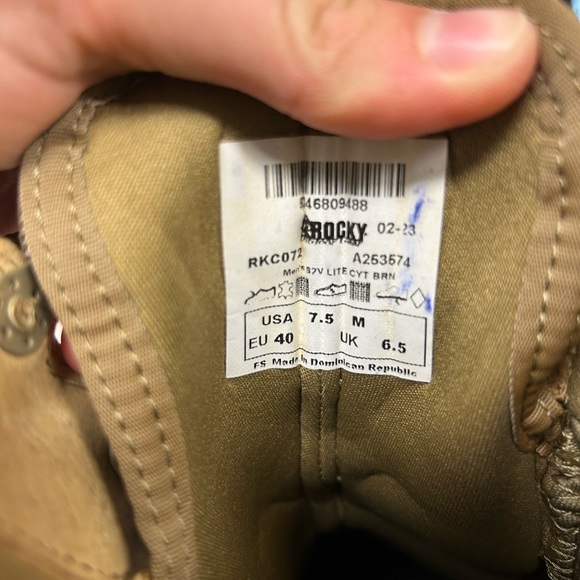 946809488
ROCKY 02-23
RKC072 A253574
Men's S2V LITE CYT BRN
USA 7.5 M
EU 40 UK 6.5
FS Made In Dominican Republic